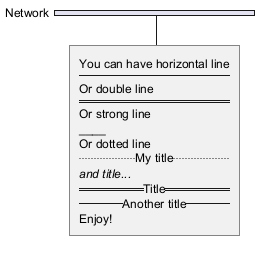 Network
You can have horizontal line
Or double line
Or strong line
____
Or dotted line
My title
and title...
Title
Another title
Enjoy!